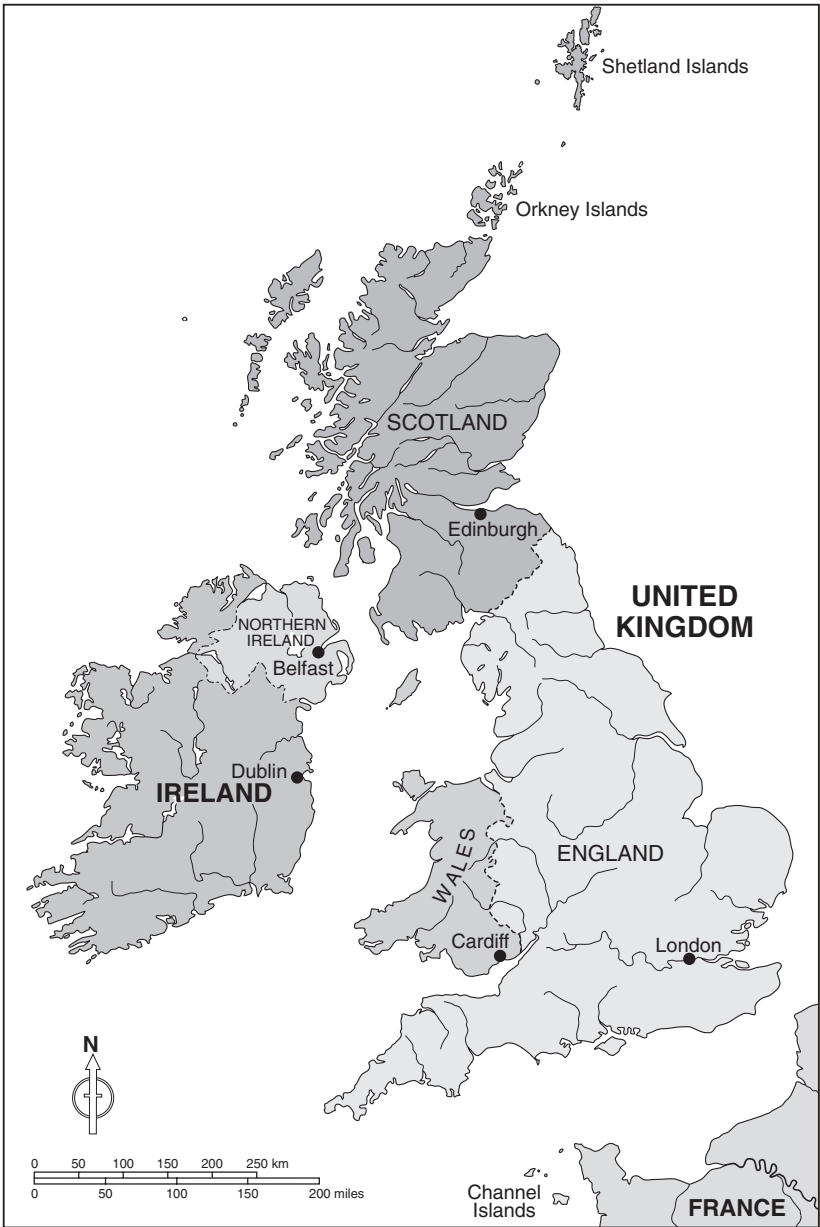 Shetland Islands
Orkney Islands
SCOTLAND
Edinburgh
UNITED
KINGDOM
NORTHERN
IRELAND
Belfast
Dublin
IRELAND
WALES
ENGLAND
Cardiff
London
N
0 50 100 150 200 250 km
0 50 100 150 200 miles
Channel
Islands
FRANCE